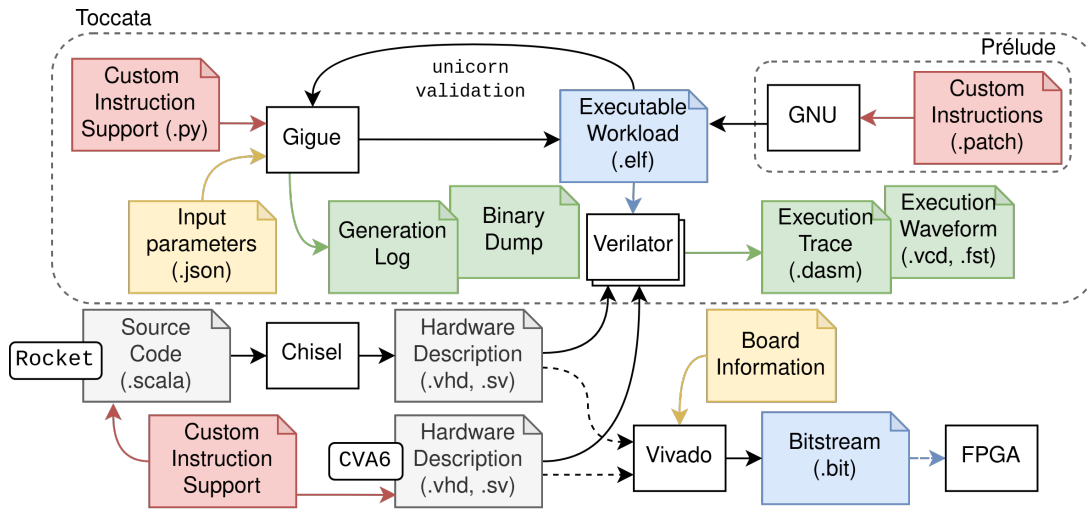 Toccata
Prélude
Custom
Instruction
Support (.py)
Gigue
unicorn
validation
Executable
Workload
(.elf)
GNU
Custom
Instructions
(.patch)
Input
parameters
(.json)
Generation
Log
Binary
Dump
Verilator
Execution
Trace
(.dasm)
Execution
Waveform
(.vcd, .fst)
Rocket
Source
Code
(.scala)
Chisel
Hardware
Description
(.vhd, .sv)
Board
Information
Custom
Instruction
Support
CVA6
Hardware
Description
(.vhd, .sv)
Vivado
Bitstream
(.bit)
FPGA